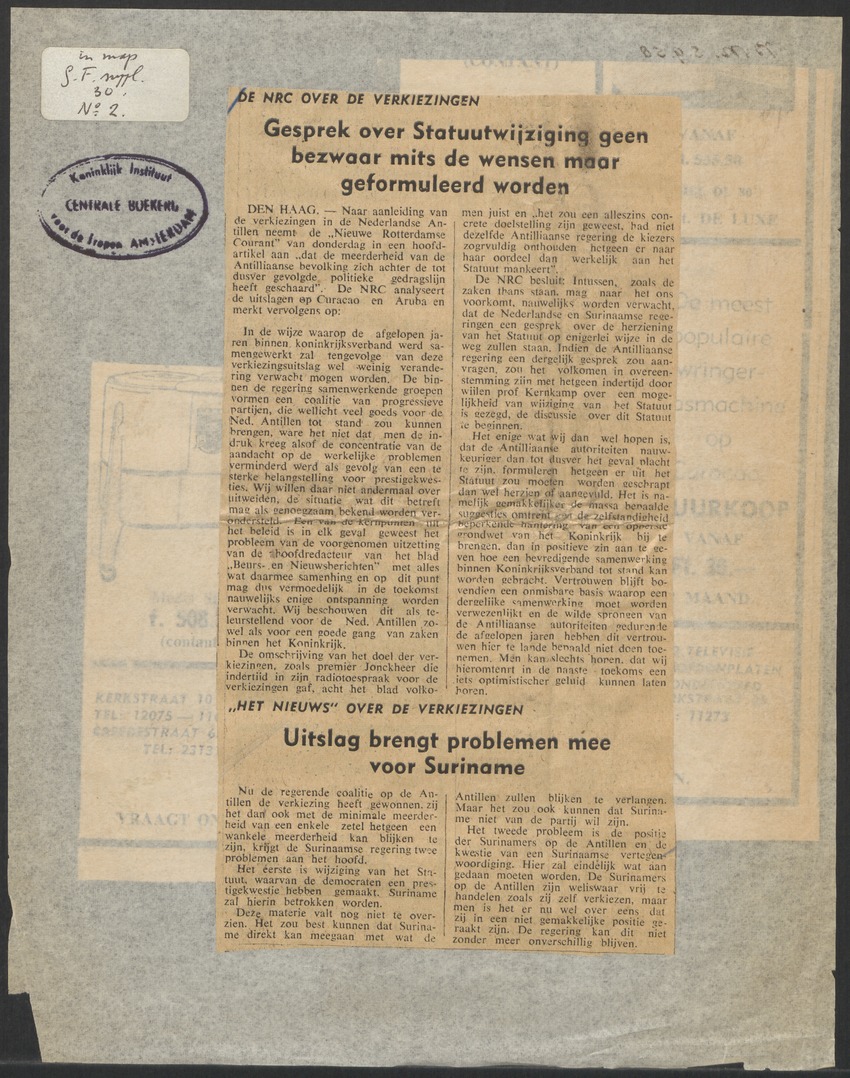 in map
S.F. suppl.
30.
No 2.
Koninklijk Instituut
CENTRALE BOEKERIJ
voor de Tropen AMSTERDAM
DE NRC OVER DE VERKIEZINGEN
Gesprek over Statuutwijziging geen
bezwaar mits de wensen maar
geformuleerd worden
DEN HAAG. — Naar aanleiding van
de verkiezingen in de Nederlandse An-
tillen neemt de „Nieuwe Rotterdamse
Courant" van donderdag in een hoofd-
artikel aan „dat de meerderheid van de
Antilliaanse bevolking zich achter de tot
dusver gevolgde politieke gedragslijn
heeft geschaard". De NRC analyseert
de uitslagen op Curacao en Aruba en
merkt vervolgens op:
In de wijze waarop de afgelopen ja-
ren binnen koninkrijksverband werd sa-
mengewerkt zal tengevolge van deze
verkiezingsuitslag wel weinig verande-
ring verwacht mogen worden. De bin-
nen de regering samenwerkende groepen
vormen een coalitie van progressieve
partijen, die wellicht veel goeds voor de
Ned. Antillen tot stand zou kunnen
brengen, ware het niet dat men de in-
druk kreeg alsof de concentratie van de
aandacht op de werkelijke problemen
verminderd werd als gevolg van een te
sterke belangstelling voor prestigekwes-
ties. Wij willen daar niet andermaal over
uitweiden, de situatie wat dit betreft
mag als genoegzaam bekend worden ver-
ondersteld. Een van de kernpunten uit
het beleid is in elk geval geweest het
probleem van de voorgenomen uitzetting
van de hoofdredacteur van het blad
„Beurs- en Nieuwsberichten" met alles
wat daarmee samenhing en op dit punt
mag dus vermoedelijk in de toekomst
nauwelijks enige ontspanning worden
verwacht. Wij beschouwen dit als te-
leurstellend voor de Ned. Antillen zo-
wel als voor een goede gang van zaken
binnen het Koninkrijk.
De omschrijving van het doel der ver-
kiezingen, zoals premier Jonckheer die
indertijd in zijn radiotoespraak voor de
verkiezingen gaf, acht het blad volko-
men juist en „het zou een alleszins con-
crete doelstelling zijn geweest, had niet
dezelfde Antilliaanse regering de kiezers
zorgvuldig onthouden hetgeen er naar
haar oordeel dan werkelijk aan het
Statuut mankeert".
De NRC besluit: Intussen, zoals de
zaken thans staan, mag naar het ons
voorkomt, nauwelijks worden verwacht,
dat de Nederlandse en Surinaamse rege-
ringen een gesprek over de herziening
van het Statuut op enigerlei wijze in de
weg zullen staan. Indien de Antilliaanse
regering een dergelijk gesprek zou aan-
vragen, zou het volkomen in overeen-
stemming zijn met hetgeen indertijd door
wijlen prof Kernkamp over een moge-
lijkheid van wijziging van het Statuut
is gezegd, de discussie over dit Statuut
te beginnen.
Het enige wat wij dan wel hopen is,
dat de Antilliaanse autoriteiten nauw-
keuriger dan tot dusver het geval placht
te zijn, formuleren hetgeen er uit het
Statuut zou moeten worden geschrapt
dan wel herzien of aangevuld. Het is na-
melijk gemakkelijker de massa bepaalde
suggesties omtrent een de zelfstandigheid
beperkende hantering van een opperste
grondwet van het Koninkrijk bij te
brengen, dan in positieve zin aan te ge-
ven hoe een bevredigende samenwerking
binnen Koninkrijksverband tot stand kan
worden gebracht. Vertrouwen blijft bo-
vendien een onmisbare basis waarop een
dergelijke samenwerking moet worden
verwezenlijkt en de wilde sprongen van
de Antilliaanse autoriteiten gedurende
de afgelopen jaren hebben dit vertrou-
wen hier te lande bepaald niet doen toe-
nemen. Men kan slechts hopen, dat wij
hieromtrent in de naaste toekoms een
iets optimistischer geluid kunnen laten
horen.
„HET NIEUWS" OVER DE VERKIEZINGEN
Uitslag brengt problemen mee
voor Suriname
Nu de regerende coalitie op de An-
tillen de verkiezing heeft gewonnen, zij
het dan ook met de minimale meerder-
heid van een enkele zetel hetgeen een
wankele meerderheid kan blijken te
zijn, krijgt de Surinaamse regering twee
problemen aan het hoofd.
Het eerste is wijziging van het Sta-
tuut, waarvan de democraten een pres-
tigekwestie hebben gemaakt. Suriname
zal hierin betrokken worden.
Deze materie valt nog niet te over-
zien. Het zou best kunnen dat Surina-
me direkt kan meegaan met wat de
Antillen zullen blijken te verlangen.
Maar het zou ook kunnen dat Surina-
me niet van de partij wil zijn.
Het tweede probleem is de positie
der Surinamers op de Antillen en de
kwestie van een Surinaamse vertegen-
woordiging. Hier zal eindelijk wat aan
gedaan moeten worden. De Surinamers
op de Antillen zijn weliswaar vrij te
handelen zoals zij zelf verkiezen, maar
men is het er nu wel over eens dat
zij in een niet gemakkelijke positie ge-
raakt zijn. De regering kan dit niet
zonder meer onverschillig blijven.